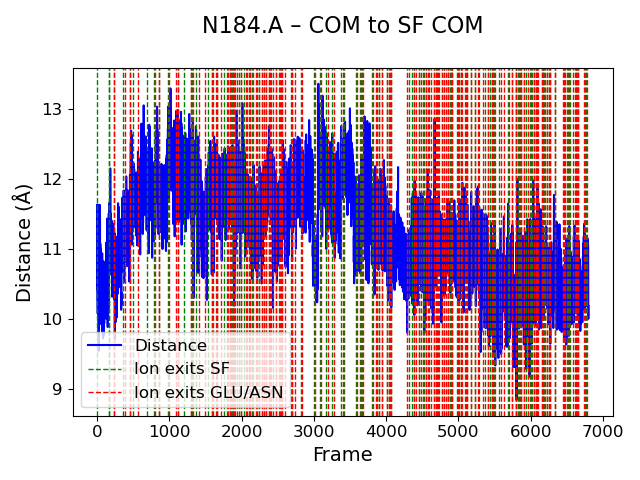 N184.A – COM to SF COM
Distance (Å)
13
12
11
10
9
Distance
Ion exits SF
Ion exits GLU/ASN
0 1000 2000 3000 4000 5000 6000 7000
Frame